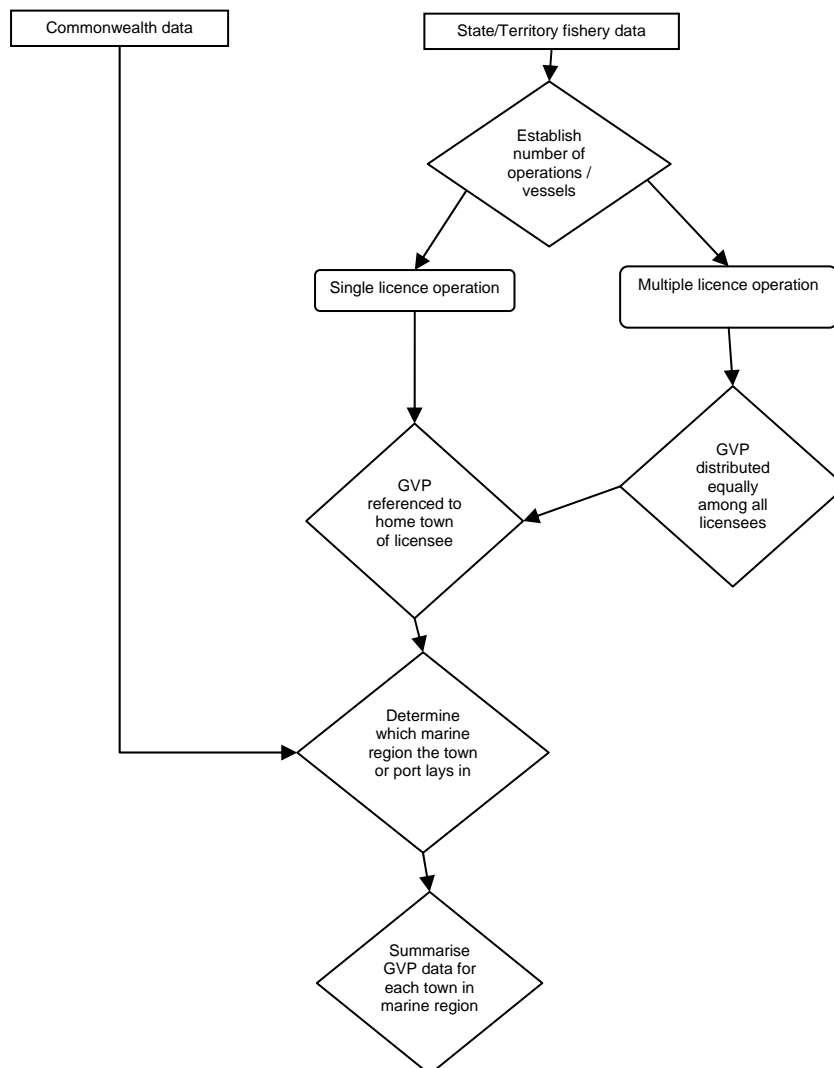 Commonwealth data
State/Territory fishery data
Establish
number of
operations /
vessels
Single licence operation
Multiple licence operation
GVP
referenced to
home town
of licensee
GVP
distributed
equally
among all
licensees
Determine
which marine
region the town
or port lays in
Summarise
GVP data for
each town in
marine region